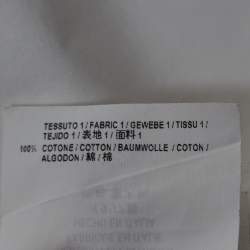 TESSUTO 1 / FABRIC 1 / GEWEBE 1 / TISSU 1 /
TEJIDO 1 / 表地 1 / 面料 1
100% COTONE / COTTON / BAUMWOLLE / COTON /
ALGODON / 綿 / 棉